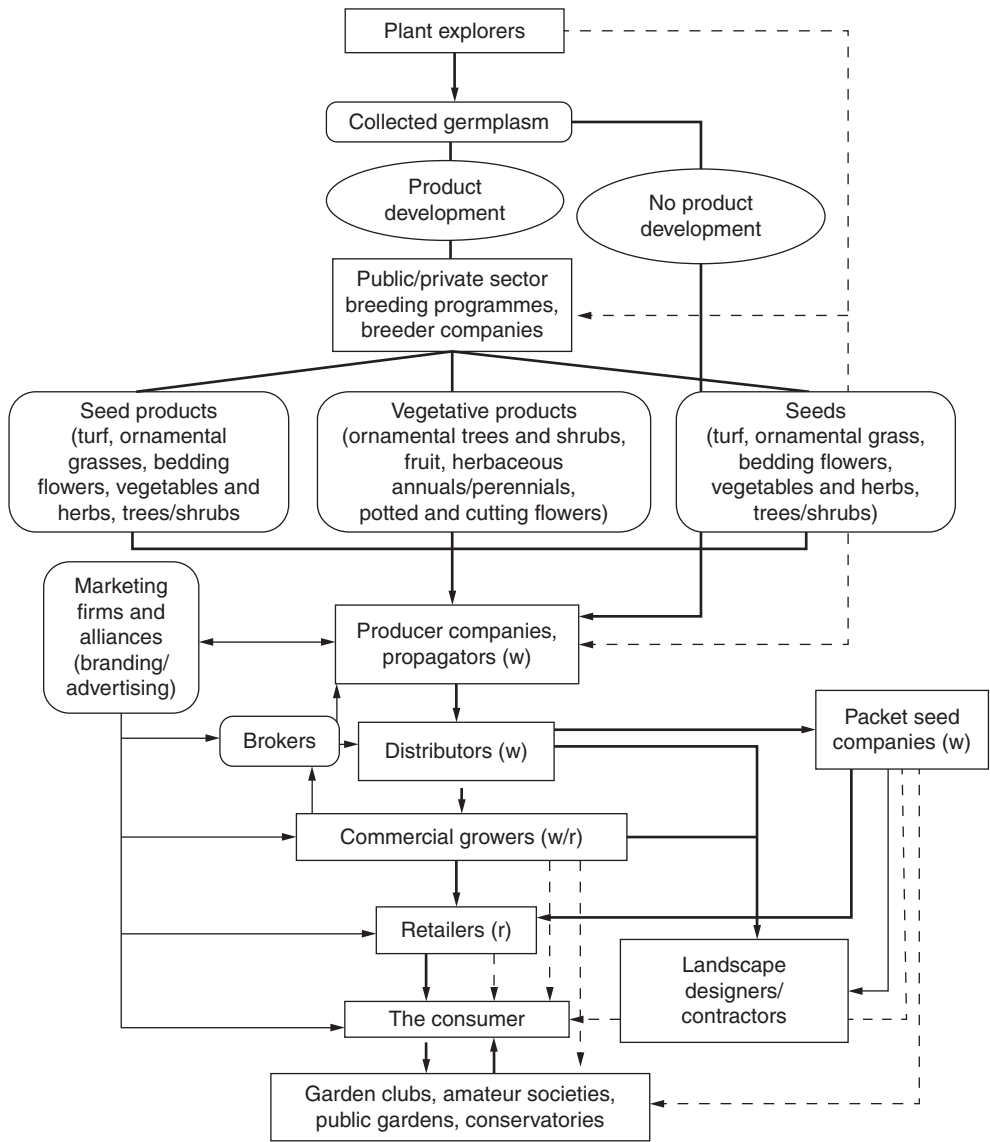 Plant explorers
Collected germplasm
Product
development
No product
development
Public/private sector
breeding programmes,
breeder companies
Seed products
(turf, ornamental
grasses, bedding
flowers, vegetables and
herbs, trees/shrubs
Vegetative products
(ornamental trees and shrubs,
fruit, herbaceous
annuals/perennials,
potted and cutting flowers)
Seeds
(turf, ornamental grass,
bedding flowers,
vegetables and herbs,
trees/shrubs)
Marketing
firms and
alliances
(branding/
advertising)
Producer companies,
propagators (w)
Brokers
Distributors (w)
Packet seed
companies (w)
Commercial growers (w/r)
Retailers (r)
Landscape
designers/
contractors
The consumer
Garden clubs, amateur societies,
public gardens, conservatories